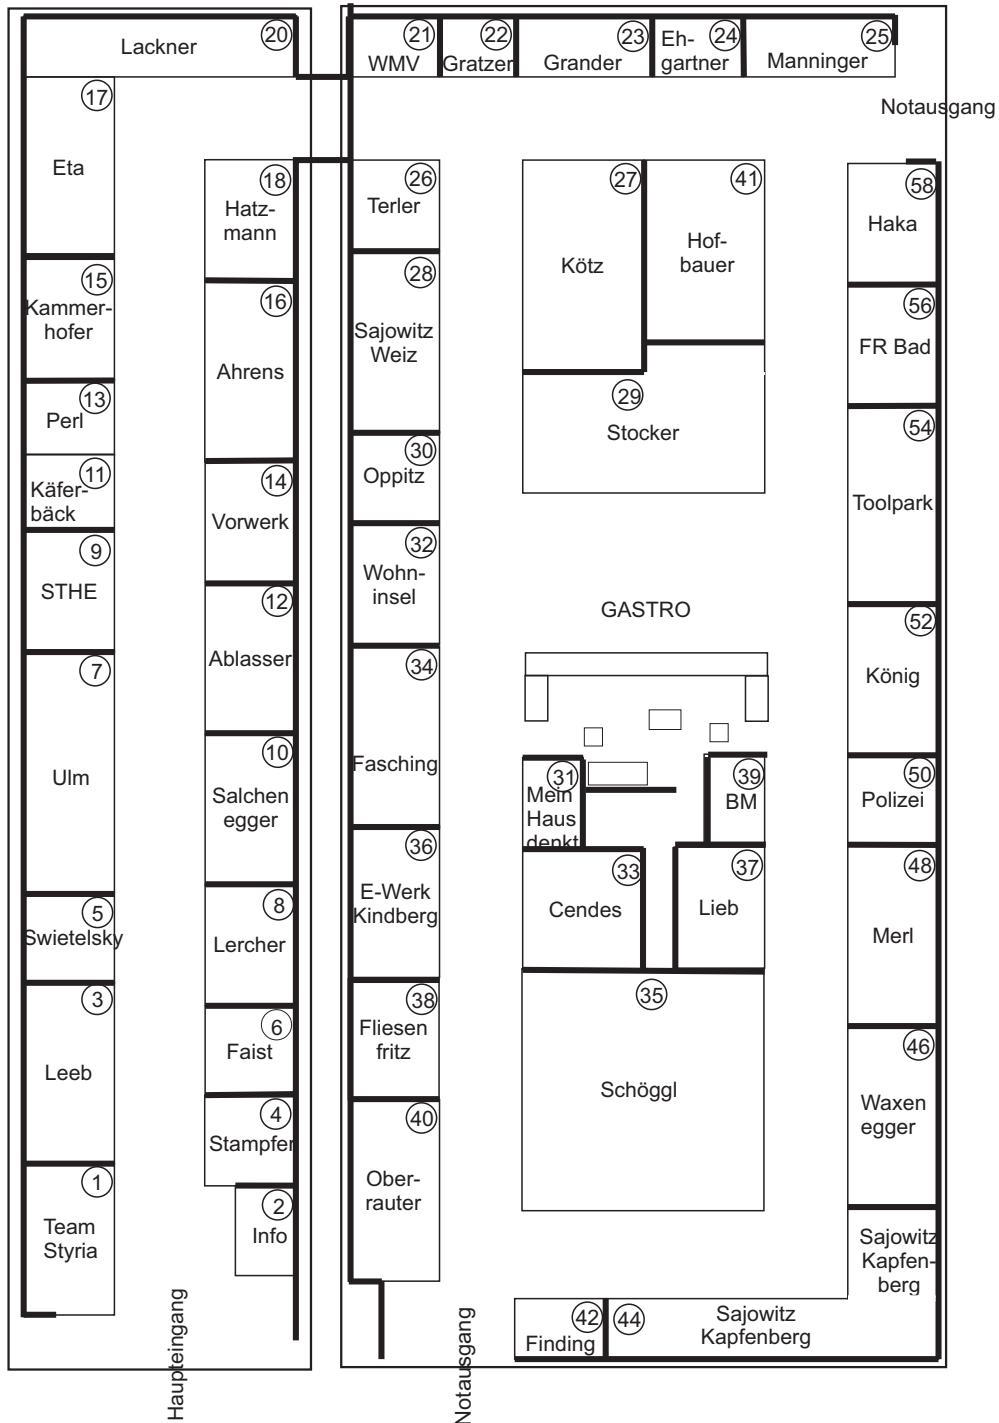 20
Lackner
17
Eta
18
Hatz-
mann
15
Kammer-
hofer
16
Ahrens
13
Perl
11
Käfer-
bäck
14
Vorwerk
9
STHE
12
Ablasser
7
Ulm
10
Salchen
egger
5
Swietelsky
8
Lercher
3
Leeb
6
Faist
4
Stampfer
1
Team
Styria
2
Info
Haupteingang
21
WMV
22
Gratzer
23
Grander
24
Eh-
gartner
25
Manninger
Notausgang
26
Terler
28
Sajowitz
Weiz
30
Oppitz
32
Wohn-
insel
34
Fasching
36
E-Werk
Kindberg
38
Fliesen
fritz
40
Ober-
rauter
Notausgang
27
Kötz
41
Hof-
bauer
29
Stocker
GASTRO
31
Mein
Haus
denkt
39
BM
33
Cendes
37
Lieb
35
Schöggl
58
Haka
56
FR Bad
54
Toolpark
52
König
50
Polizei
48
Merl
46
Waxen
egger
Sajowitz
Kapfen-
berg
42
Finding
44
Sajowitz
Kapfenberg